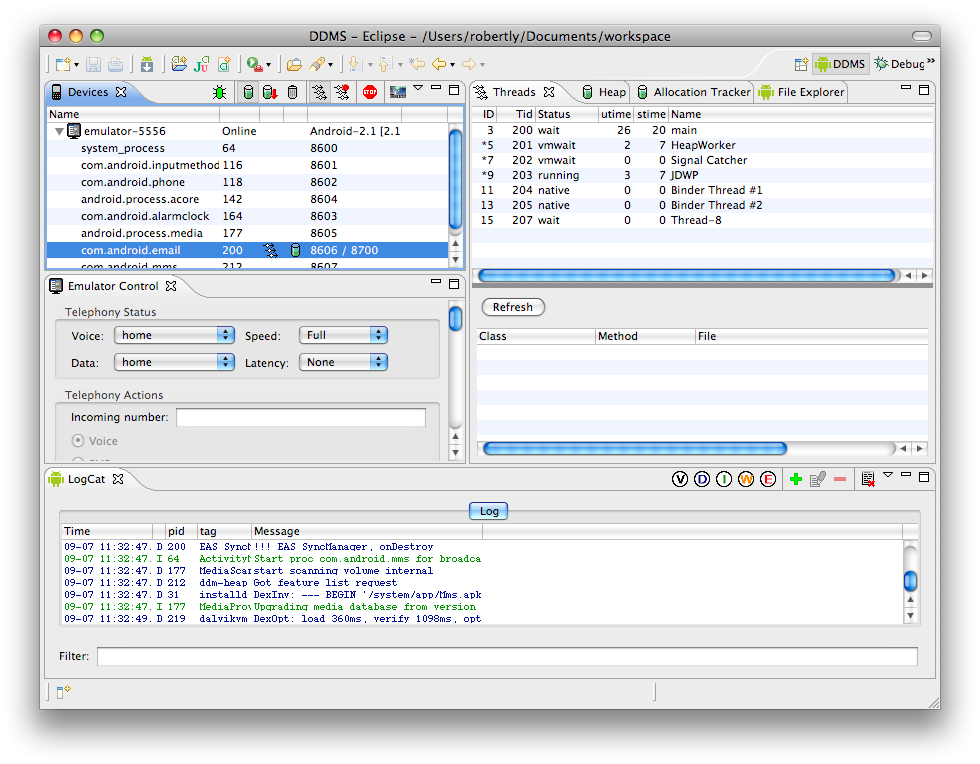 DDMS – Eclipse – /Users/robertly/Documents/workspace
DDMS Debug »
Devices
Name
emulator-5556 Online Android-2.1 [2.1
system_process 64 8600
com.android.inputmethod 116 8601
com.android.phone 118 8602
android.process.acore 142 8604
com.android.alarmclock 164 8603
android.process.media 177 8605
com.android.email 200 8606 / 8700
com.android.mms 212 8607
Threads Heap Allocation Tracker File Explorer
ID Tid Status utime stime Name
3 200 wait 26 20 main
*5 201 vmwait 2 7 HeapWorker
*7 202 vmwait 0 0 Signal Catcher
*9 203 running 3 7 JDWP
11 204 native 0 0 Binder Thread #1
13 205 native 0 0 Binder Thread #2
15 207 wait 0 0 Thread-8
Refresh
Class Method File
Emulator Control
Telephony Status
Voice: home Speed: Full
Data: home Latency: None
Telephony Actions
Incoming number:
Voice
LogCat
V D I W E
Log
Time pid tag Message
09-07 11:32:47. D 200 EAS SyncM !!! EAS SyncManager, onDestroy
09-07 11:32:47. I 64 ActivityM Start proc com.android.mms for broadca
09-07 11:32:47. D 177 MediaScan start scanning volume internal
09-07 11:32:47. D 212 ddm-heap Got feature list request
09-07 11:32:47. D 31 installd DexInv: --- BEGIN '/system/app/Mms.apk
09-07 11:32:47. I 177 MediaProv Upgrading media database from version
09-07 11:32:49. D 219 dalvikvm DexOpt: load 360ms, verify 1098ms, opt
Filter: